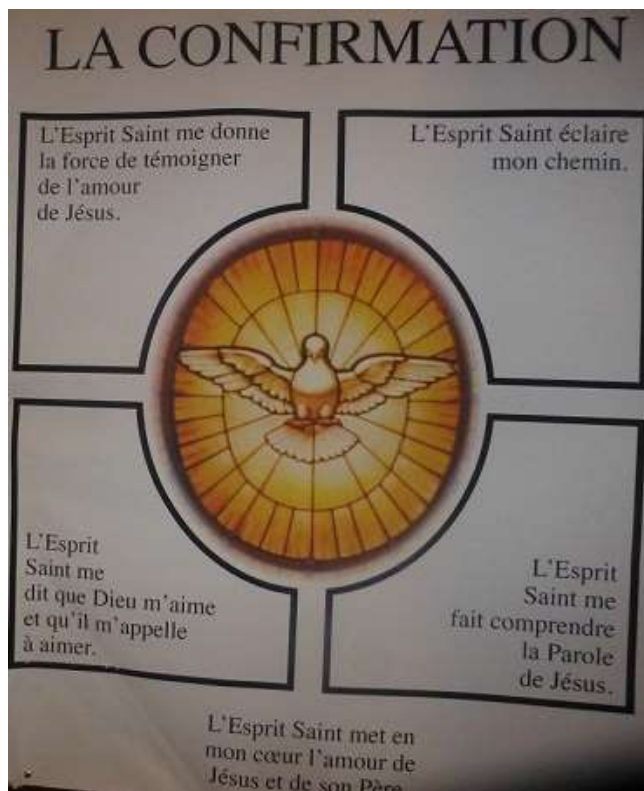 LA CONFIRMATION
L'Esprit Saint me donne
la force de témoigner
de l'amour
de Jésus.
L'Esprit Saint éclaire
mon chemin.
L'Esprit
Saint me
dit que Dieu m'aime
et qu'il m'appelle
à aimer.
L'Esprit
Saint me
fait comprendre
la Parole
de Jésus.
L'Esprit Saint met en
mon cœur l'amour de
Jésus et de son Père